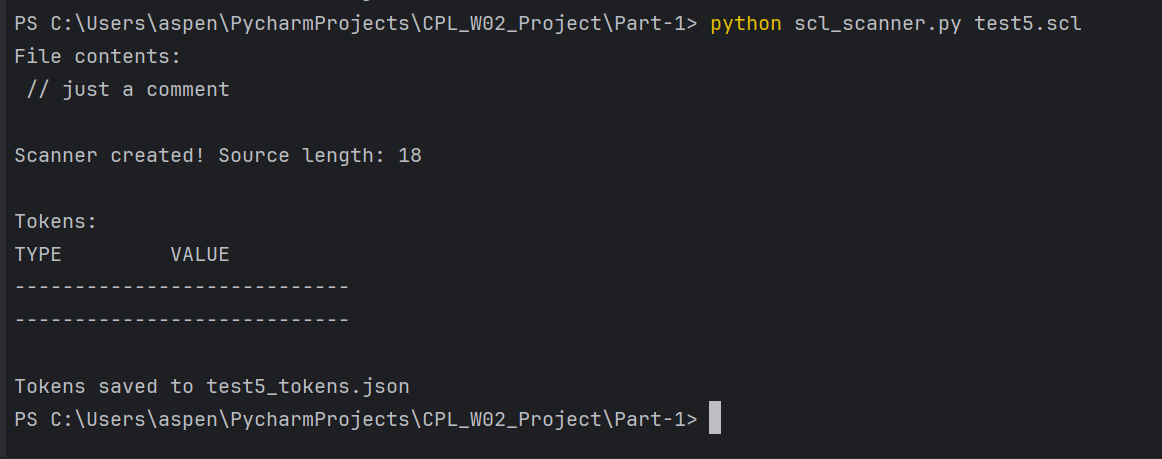 PS C:\Users\aspen\PycharmProjects\CPL_W02_Project\Part-1> python scl_scanner.py test5.scl
File contents:
 // just a comment
Scanner created! Source length: 18
Tokens:
TYPE         VALUE
----------------------------
----------------------------
Tokens saved to test5_tokens.json
PS C:\Users\aspen\PycharmProjects\CPL_W02_Project\Part-1>